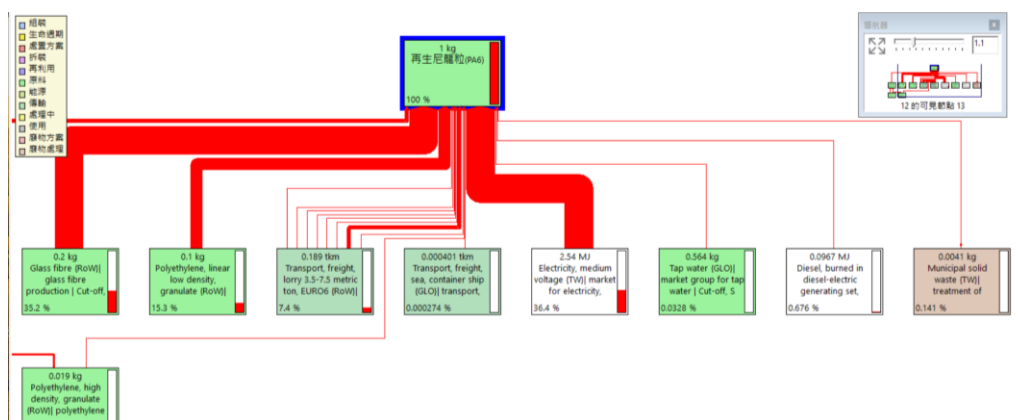 組裝
生命週期
處置方案
拆裝
再利用
原料
能源
傳輸
處理中
使用
廢物方案
廢物處理
1 kg
再生尼龍粒(PA6)
100 %
1.1
12 的可見節點 13
0.2 kg
Glass fibre {RoW}|
glass fibre
production | Cut-off,
35.2 %
0.1 kg
Polyethylene, linear
low density,
granulate {RoW}|
15.3 %
0.189 tkm
Transport, freight,
lorry 3.5-7.5 metric
ton, EURO6 {RoW}|
7.4 %
0.000401 tkm
Transport, freight,
sea, container ship
{GLO}| transport,
0.000274 %
2.54 MJ
Electricity, medium
voltage {TW}| market
for electricity,
36.4 %
0.564 kg
Tap water {GLO}|
market group for tap
water | Cut-off, S
0.0328 %
0.0967 MJ
Diesel, burned in
diesel-electric
generating set,
0.676 %
0.0041 kg
Municipal solid
waste {TW}|
treatment of
0.141 %
0.019 kg
Polyethylene, high
density, granulate
{RoW}| polyethylene